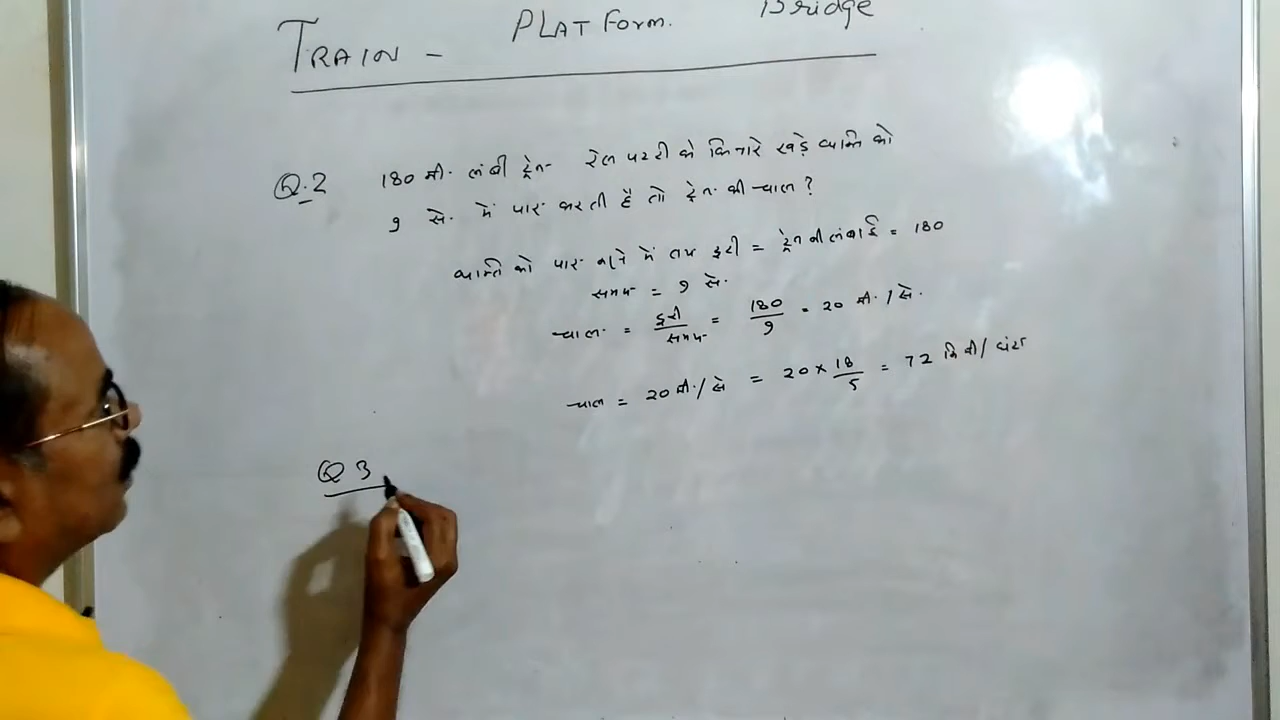 TRAIN - PLATFORM. Bridge
Q.2 180 मी. लंबी ट्रेन रेल पटरी के किनारे खड़े व्यक्ति को
9 से. में पार करती है तो ट्रेन की चाल ?
व्यक्ति को पार करने में तय दूरी = ट्रेन की लंबाई = 180
समय = 9 से.
चाल = दूरी/समय = 180/9 = 20 मी. / से.
चाल = 20 मी. / से = 20 × 18/5 = 72 किमी / घंटा
Q 3